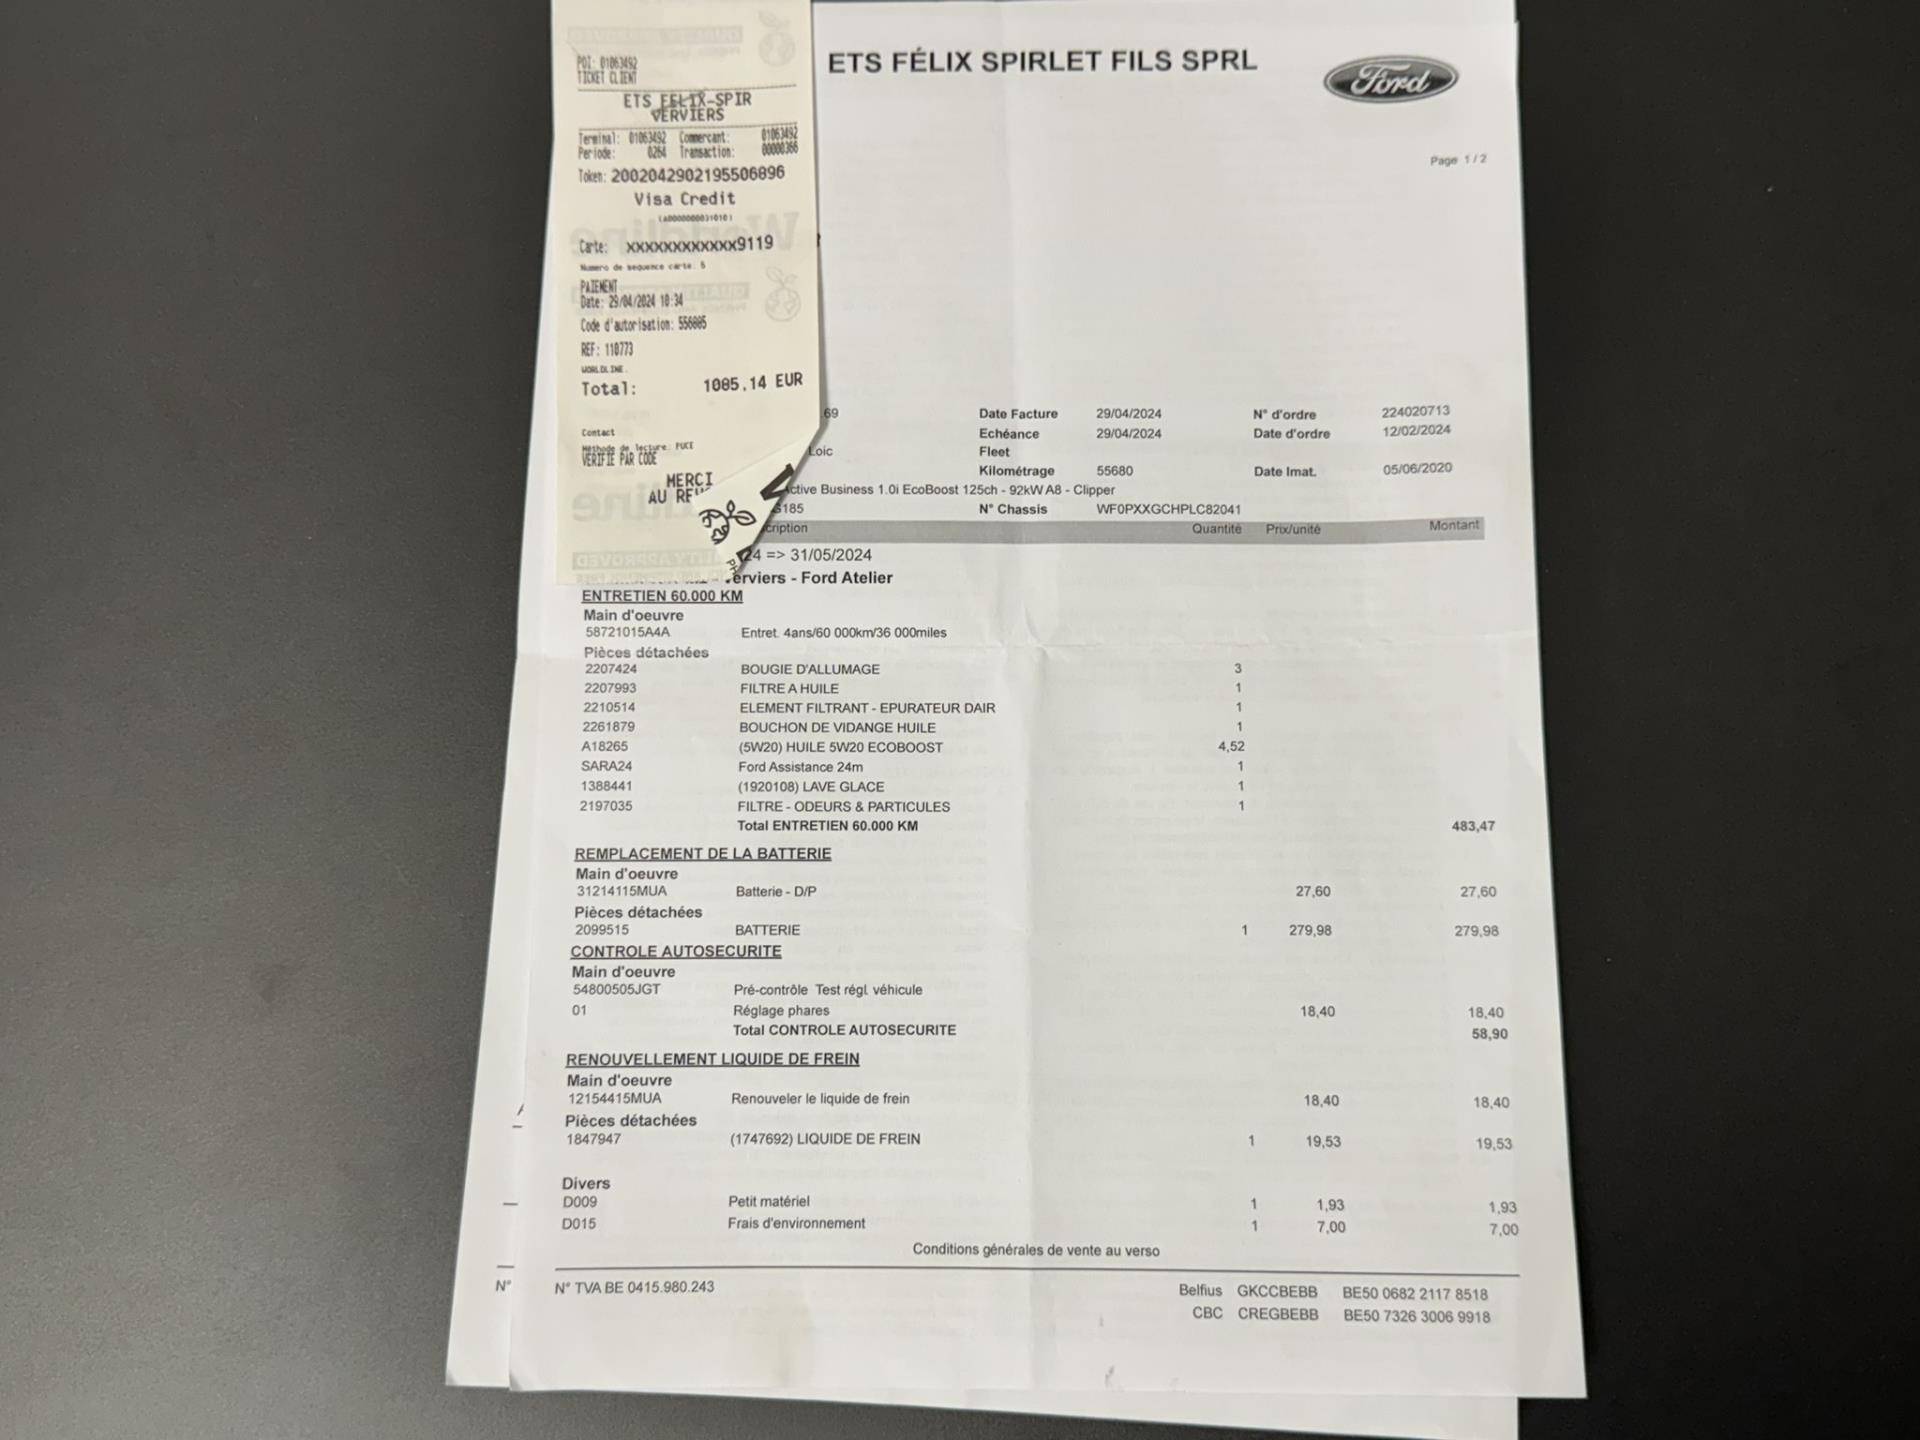 POI: 01063492
TICKET CLIENT
ETS FELIX-SPIR
VERVIERS
Terminal: 01063492 Commercant: 01063492
Periode: 0264 Transaction: 00000366
Token: 2002042902195506896
Visa Credit
(A0000000031010)
Carte: xxxxxxxxxxxx9119
Numero de sequence carte: 5
PAIEMENT
Date: 29/04/2024 10:34
Code d'autorisation: 556005
REF: 110773
WORLDLINE.
Total: 1085.14 EUR
Contact
Méthode de lecture: PUCE
VERIFIE PAR CODE
MERCI
AU REV
ETS FÉLIX SPIRLET FILS SPRL
Ford
Page 1 / 2
.69 Date Facture 29/04/2024 N° d'ordre 224020713
Echéance 29/04/2024 Date d'ordre 12/02/2024
Loic Fleet
Kilométrage 55680 Date Imat. 05/06/2020
Active Business 1.0i EcoBoost 125ch - 92kW A8 - Clipper
185 N° Chassis WF0PXXGCHPLC82041
cription Quantité Prix/unité Montant
24 => 31/05/2024
erviers - Ford Atelier
ENTRETIEN 60.000 KM
Main d'oeuvre
58721015A4A Entret. 4ans/60 000km/36 000miles
Pièces détachées
2207424 BOUGIE D'ALLUMAGE 3
2207993 FILTRE A HUILE 1
2210514 ELEMENT FILTRANT - EPURATEUR DAIR 1
2261879 BOUCHON DE VIDANGE HUILE 1
A18265 (5W20) HUILE 5W20 ECOBOOST 4,52
SARA24 Ford Assistance 24m 1
1388441 (1920108) LAVE GLACE 1
2197035 FILTRE - ODEURS & PARTICULES 1
Total ENTRETIEN 60.000 KM 483,47
REMPLACEMENT DE LA BATTERIE
Main d'oeuvre
31214115MUA Batterie - D/P 27,60 27,60
Pièces détachées
2099515 BATTERIE 1 279,98 279,98
CONTROLE AUTOSECURITE
Main d'oeuvre
54800505JGT Pré-contrôle Test régl. véhicule
01 Réglage phares 18,40 18,40
Total CONTROLE AUTOSECURITE 58,90
RENOUVELLEMENT LIQUIDE DE FREIN
Main d'oeuvre
12154415MUA Renouveler le liquide de frein 18,40 18,40
Pièces détachées
1847947 (1747692) LIQUIDE DE FREIN 1 19,53 19,53
Divers
D009 Petit matériel 1 1,93 1,93
D015 Frais d'environnement 1 7,00 7,00
Conditions générales de vente au verso
N° N° TVA BE 0415.980.243 Belfius GKCCBEBB BE50 0682 2117 8518
CBC CREGBEBB BE50 7326 3006 9918